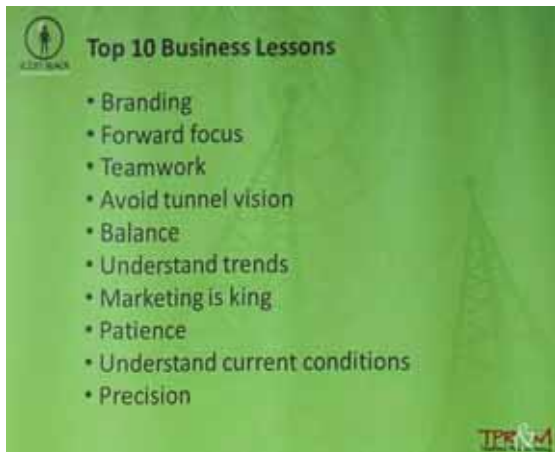 Top 10 Business Lessons
• Branding
• Forward focus
• Teamwork
• Avoid tunnel vision
• Balance
• Understand trends
• Marketing is king
• Patience
• Understand current conditions
• Precision
TPR&M